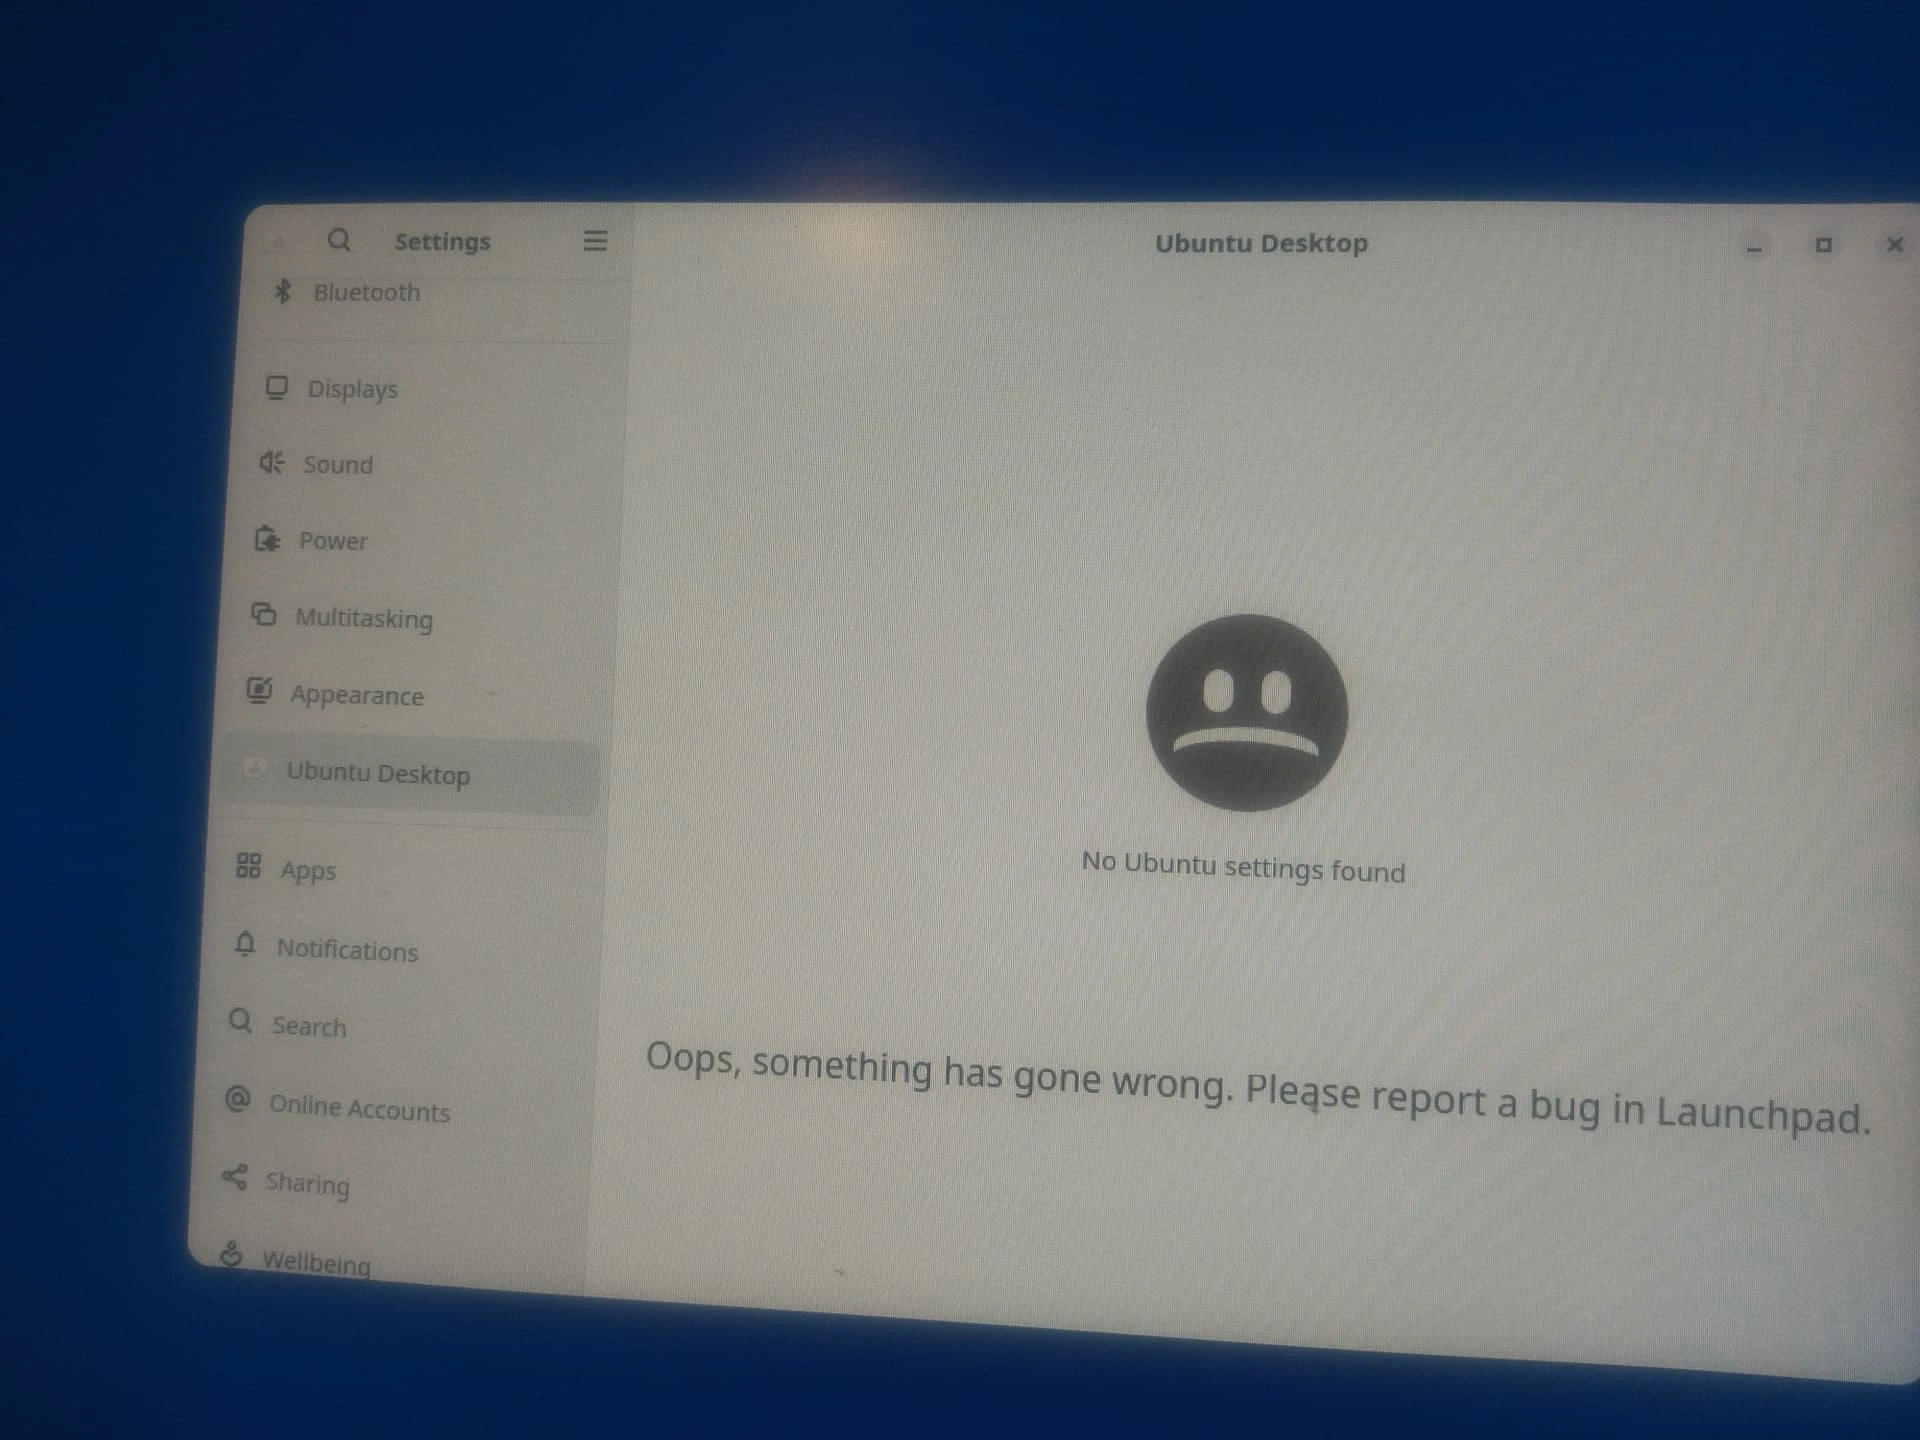 Settings
Ubuntu Desktop
Bluetooth
Displays
Sound
Power
Multitasking
Appearance
Ubuntu Desktop
Apps
Notifications
Search
Online Accounts
Sharing
Wellbeing
No Ubuntu settings found
Oops, something has gone wrong. Please report a bug in Launchpad.